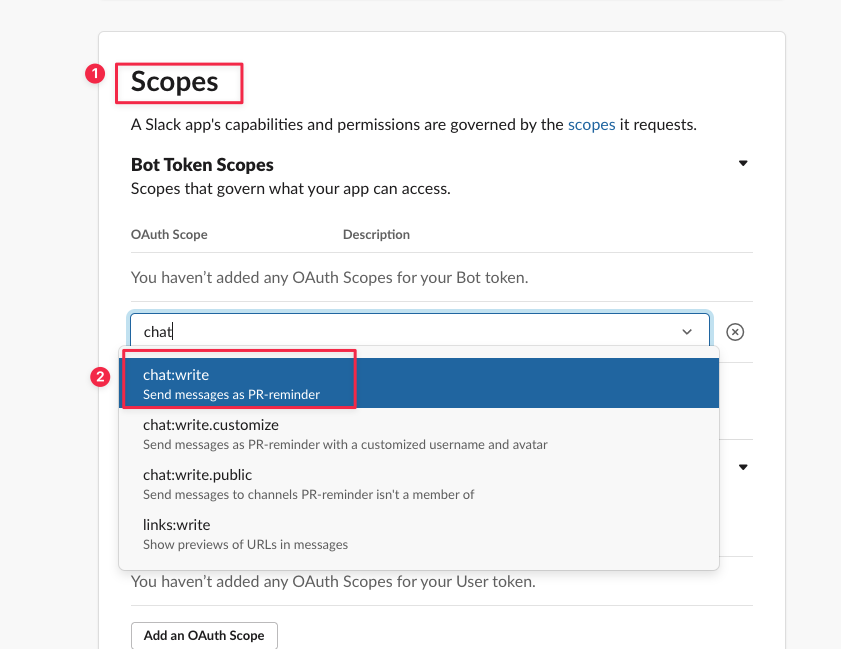 1
Scopes
A Slack app's capabilities and permissions are governed by the scopes it requests.
Bot Token Scopes
Scopes that govern what your app can access.
OAuth Scope Description
You haven’t added any OAuth Scopes for your Bot token.
chat
2
chat:write
Send messages as PR-reminder
chat:write.customize
Send messages as PR-reminder with a customized username and avatar
chat:write.public
Send messages to channels PR-reminder isn't a member of
links:write
Show previews of URLs in messages
You haven’t added any OAuth Scopes for your User token.
Add an OAuth Scope